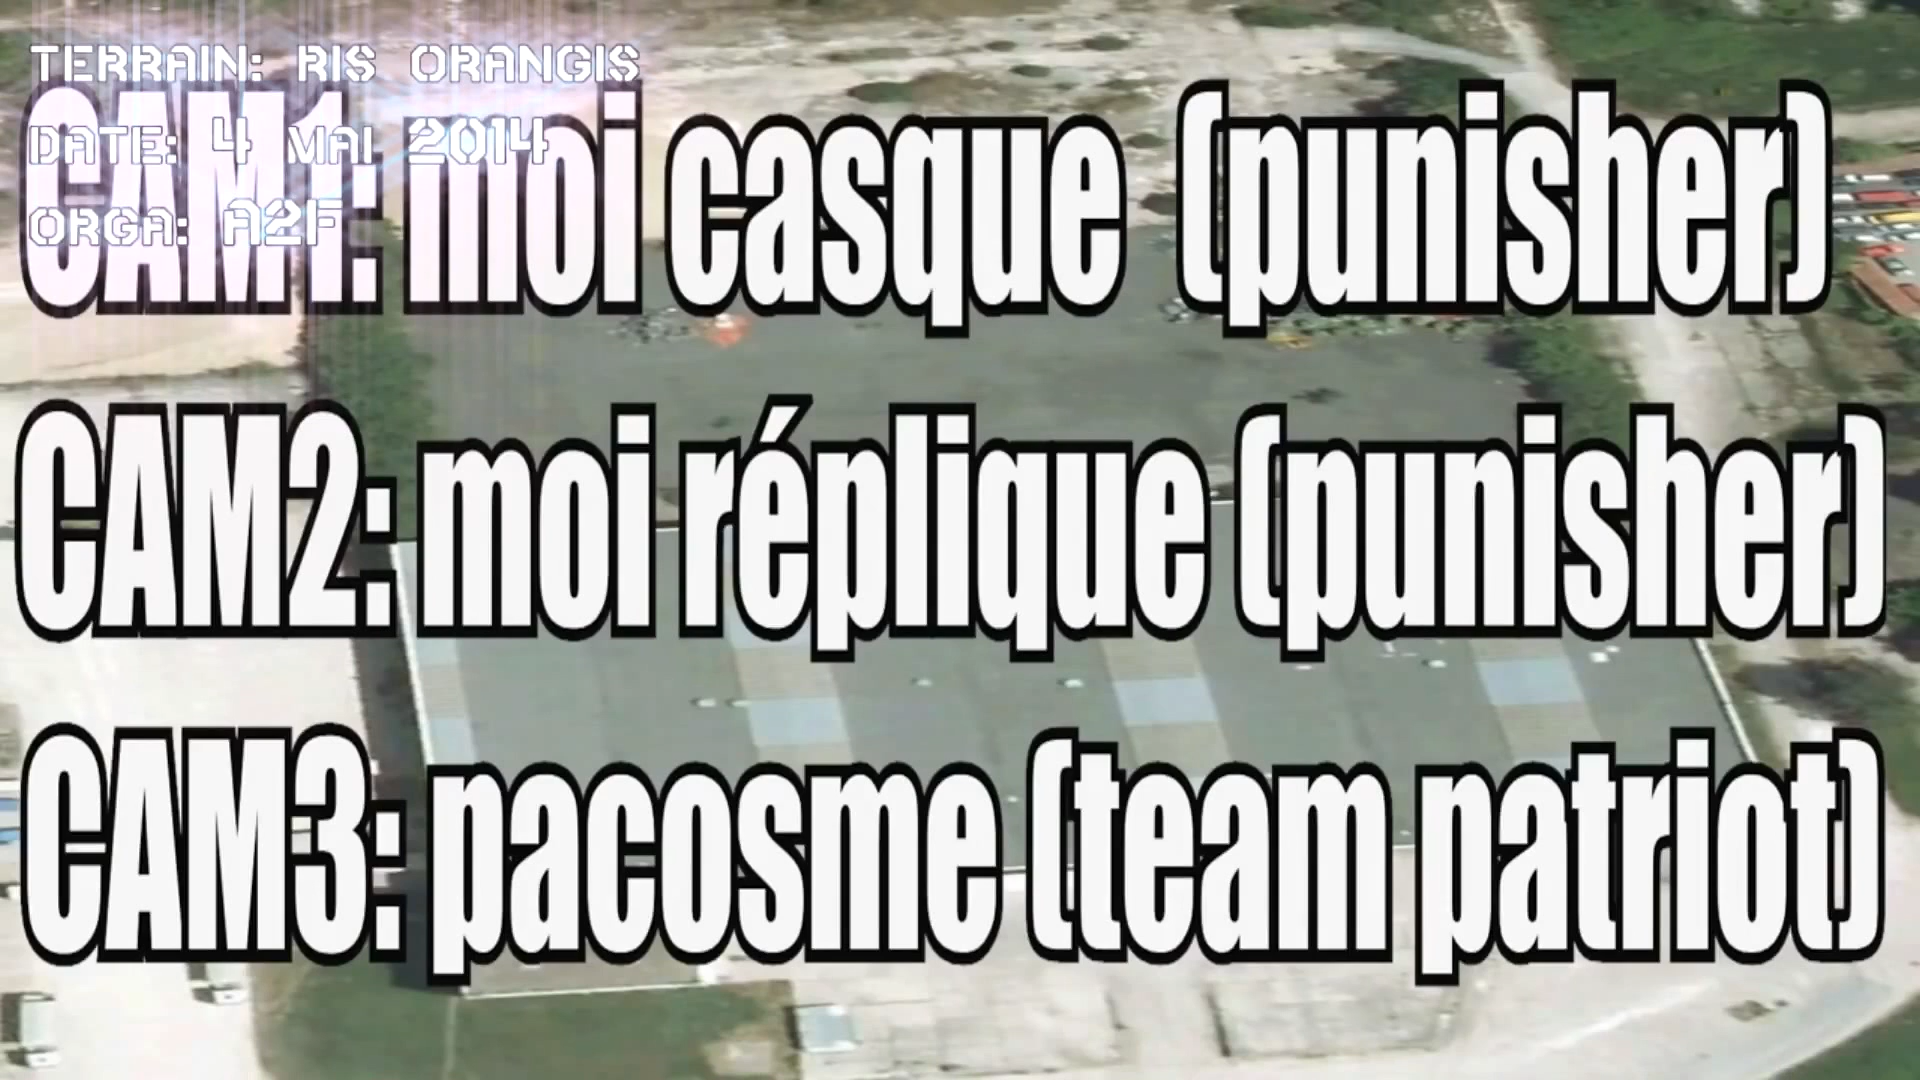 TERRAIN: RIS ORANGIS
DATE: 4 MAI 2014
ORGA: A2F
CAM1: moi casque (punisher)
CAM2: moi réplique (punisher)
CAM3: pacosme (team patriot)